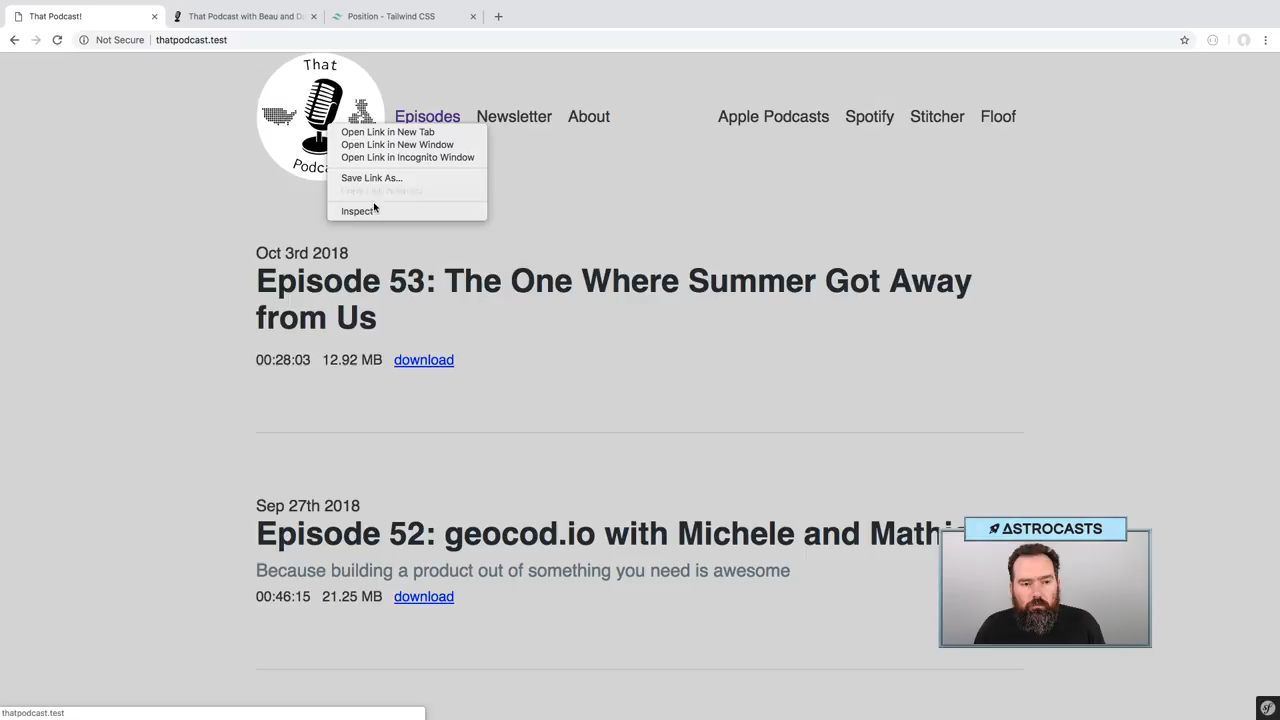 That Podcast!
That Podcast with Beau and D
Position - Tailwind CSS
Not Secure
thatpodcast.test
That
Podca
Episodes
Newsletter
About
Apple Podcasts
Spotify
Stitcher
Floof
Open Link in New Tab
Open Link in New Window
Open Link in Incognito Window
Save Link As...
Inspect
Oct 3rd 2018
Episode 53: The One Where Summer Got Away
from Us
00:28:03 12.92 MB download
Sep 27th 2018
Episode 52: geocod.io with Michele and Mathi
Because building a product out of something you need is awesome
00:46:15 21.25 MB download
ΔSTROCASTS
thatpodcast.test
sf